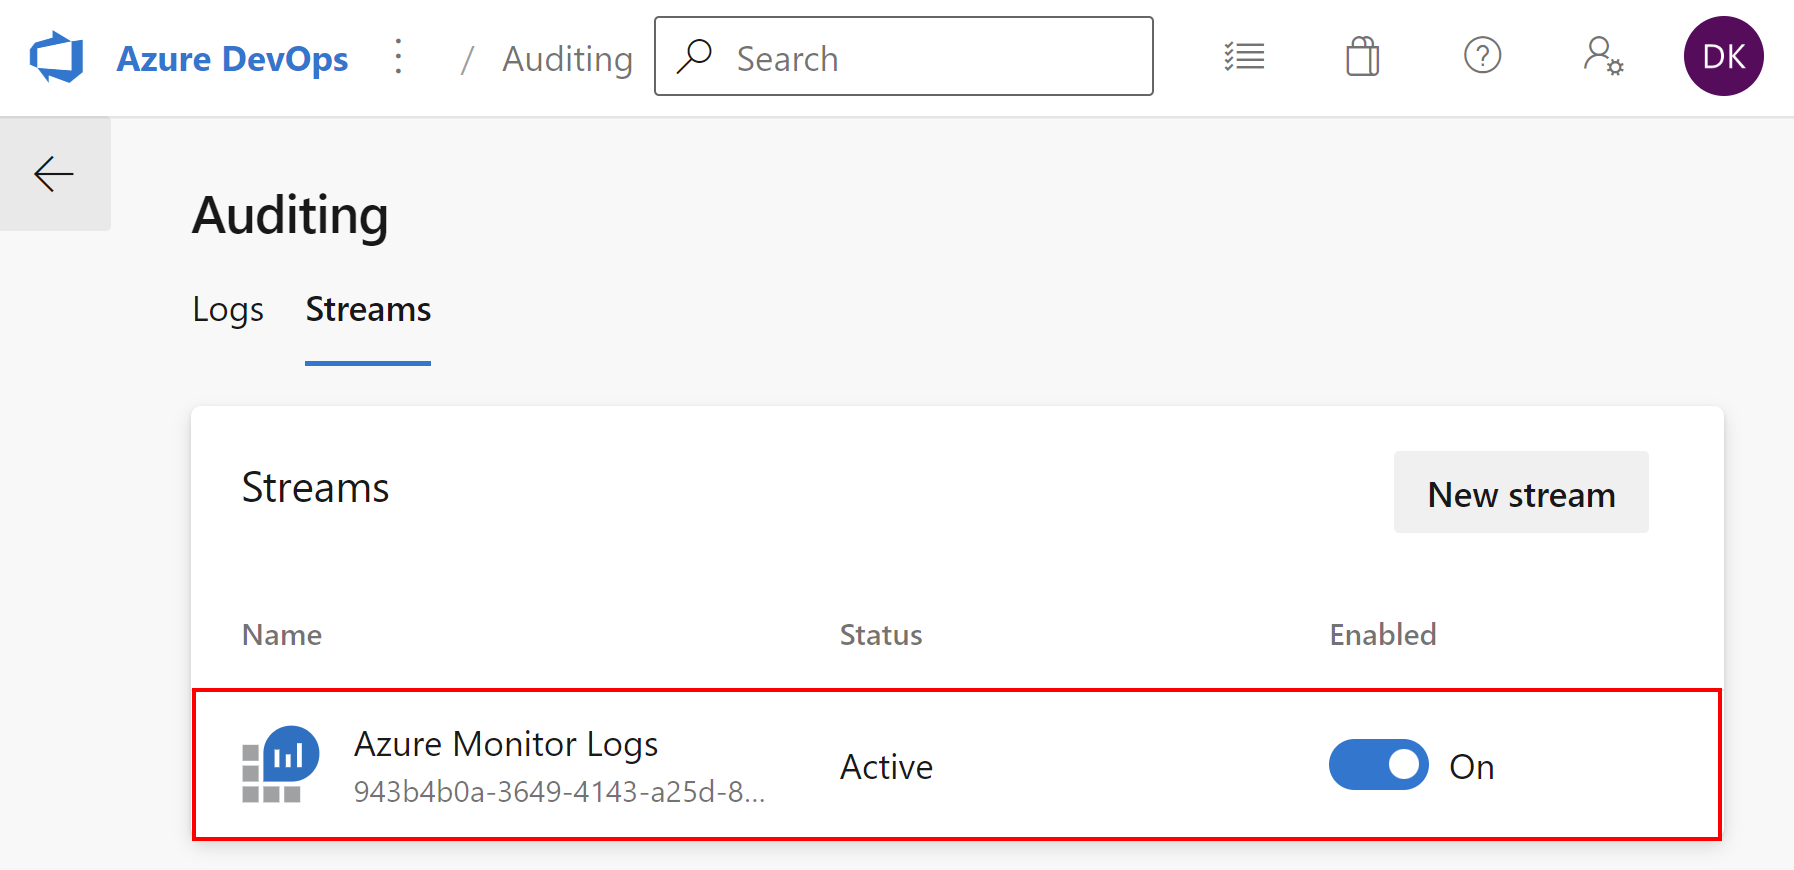 Azure DevOps / Auditing Search DK
Auditing
Logs Streams
Streams New stream
Name Status Enabled
Azure Monitor Logs
943b4b0a-3649-4143-a25d-8...
Active On